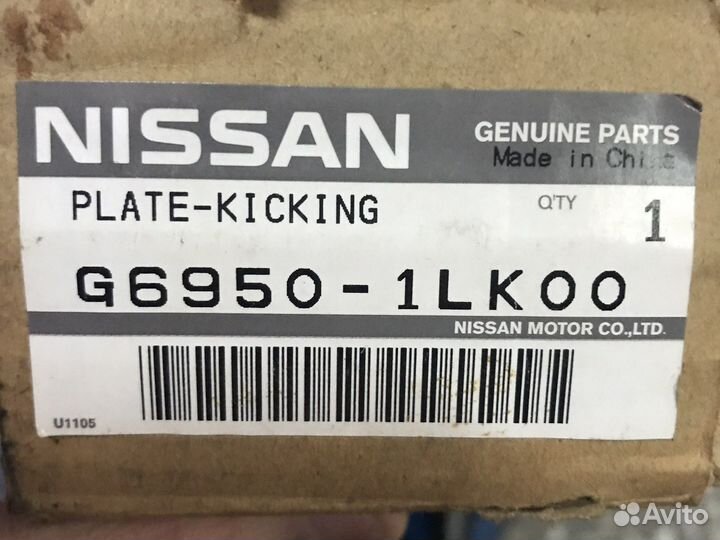 NISSAN
GENUINE PARTS
Made in China
PLATE-KICKING
Q'TY 1
G6950-1LK00
NISSAN MOTOR CO.,LTD.
U1105
Avito